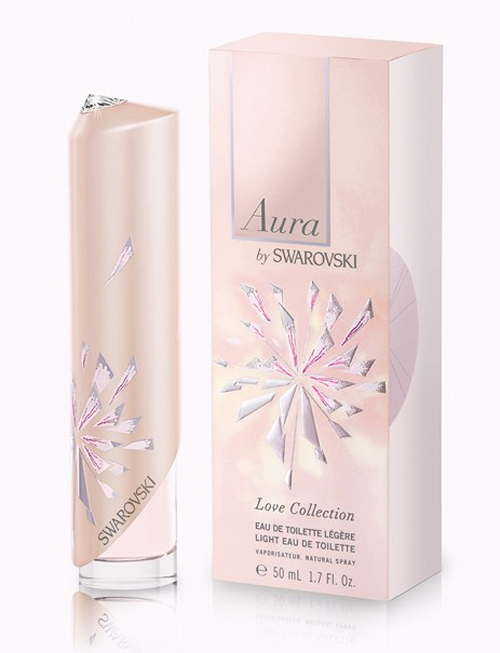 SWAROVSKI
Aura
by SWAROVSKI
Love Collection
EAU DE TOILETTE LÉGÈRE
LIGHT EAU DE TOILETTE
VAPORISATEUR. NATURAL SPRAY
℮ 50 mL 1.7 Fl. Oz.